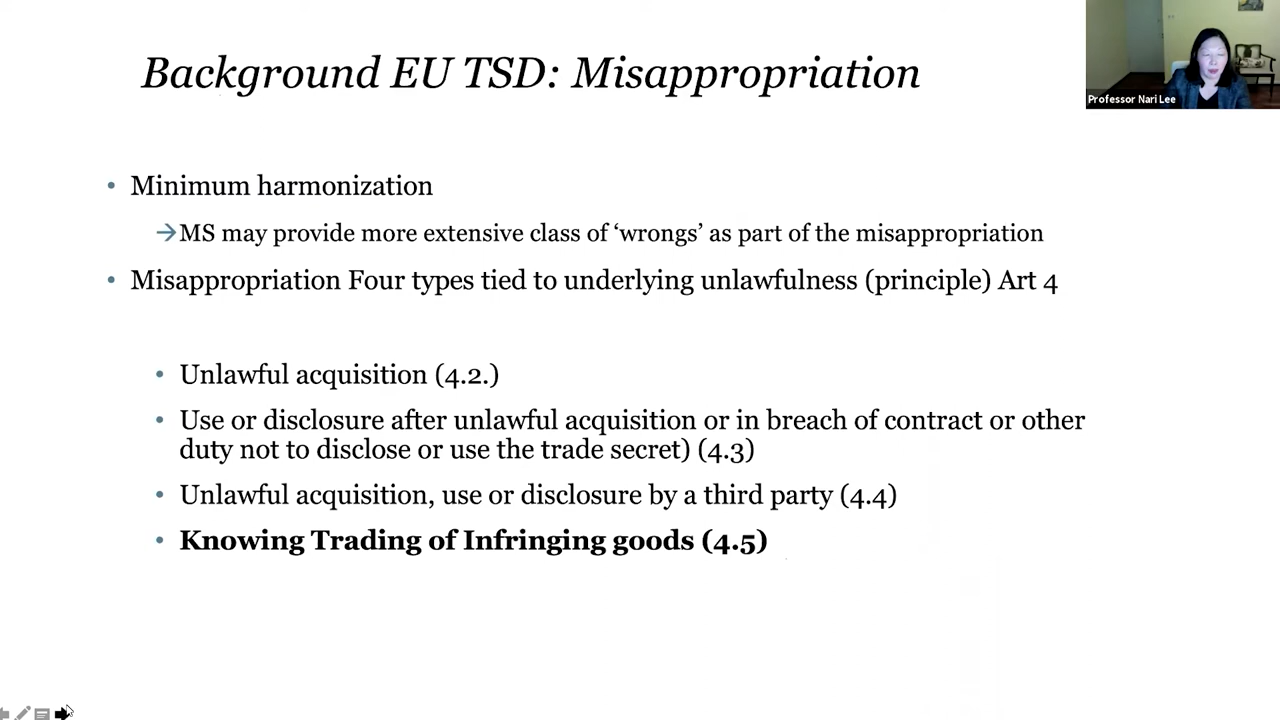 Background EU TSD: Misappropriation
Professor Nari Lee
• Minimum harmonization
→MS may provide more extensive class of ‘wrongs’ as part of the misappropriation
• Misappropriation Four types tied to underlying unlawfulness (principle) Art 4
• Unlawful acquisition (4.2.)
• Use or disclosure after unlawful acquisition or in breach of contract or other
duty not to disclose or use the trade secret) (4.3)
• Unlawful acquisition, use or disclosure by a third party (4.4)
• Knowing Trading of Infringing goods (4.5)